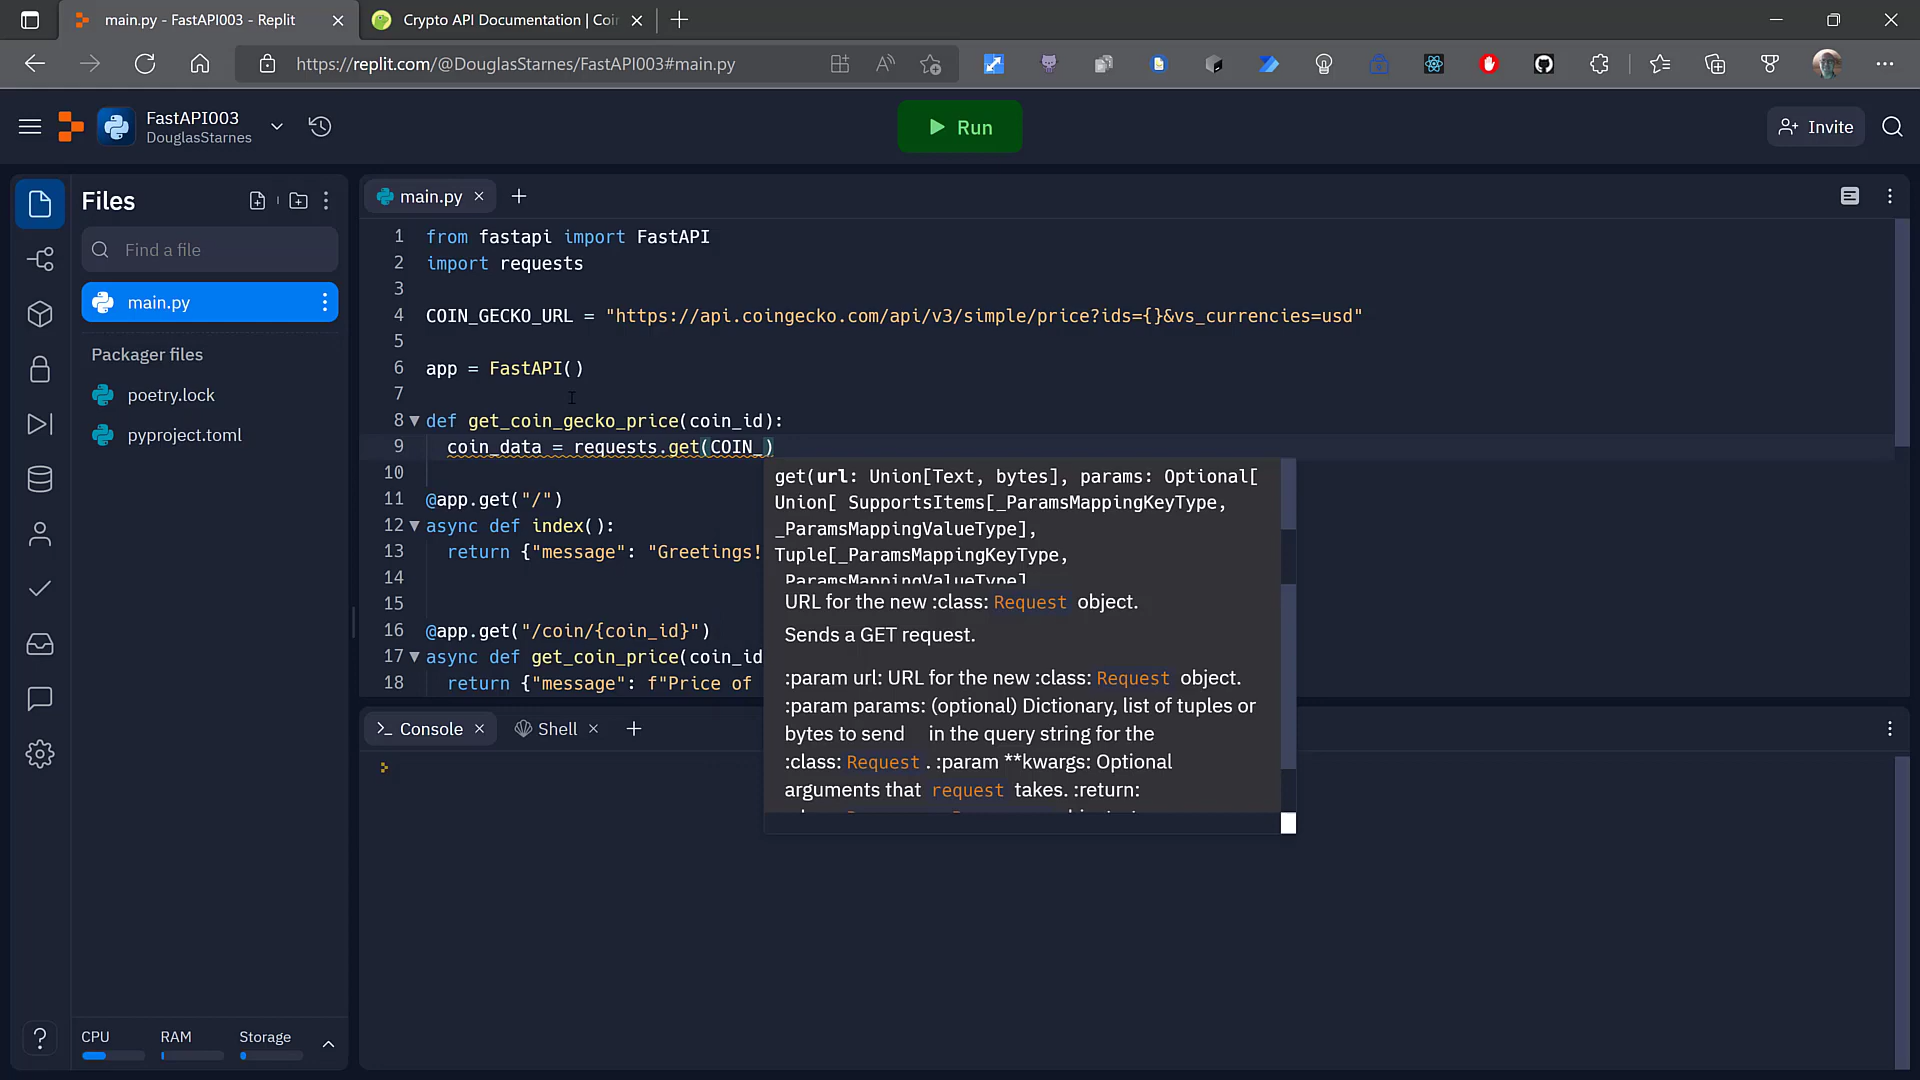 main.py - FastAPI003 - Replit
Crypto API Documentation | Coi
https://replit.com/@DouglasStarnes/FastAPI003#main.py
FastAPI003
DouglasStarnes
Run
Invite
Files
main.py
Find a file
main.py
Packager files
poetry.lock
pyproject.toml
1 from fastapi import FastAPI
2 import requests
3
4 COIN_GECKO_URL = "https://api.coingecko.com/api/v3/simple/price?ids={}&vs_currencies=usd"
5
6 app = FastAPI()
7
8 def get_coin_gecko_price(coin_id):
9 coin_data = requests.get(COIN_)
10
11 @app.get("/")
12 async def index():
13 return {"message": "Greetings!
14
15
16 @app.get("/coin/{coin_id}")
17 async def get_coin_price(coin_id
18 return {"message": f"Price of
get(url: Union[Text, bytes], params: Optional[
Union[ SupportsItems[_ParamsMappingKeyType,
_ParamsMappingValueType],
Tuple[_ParamsMappingKeyType,
ParamsMappingValueType]
URL for the new :class: Request object.
Sends a GET request.
:param url: URL for the new :class: Request object.
:param params: (optional) Dictionary, list of tuples or
bytes to send in the query string for the
:class: Request . :param **kwargs: Optional
arguments that request takes. :return:
>_ Console
Shell
CPU
RAM
Storage